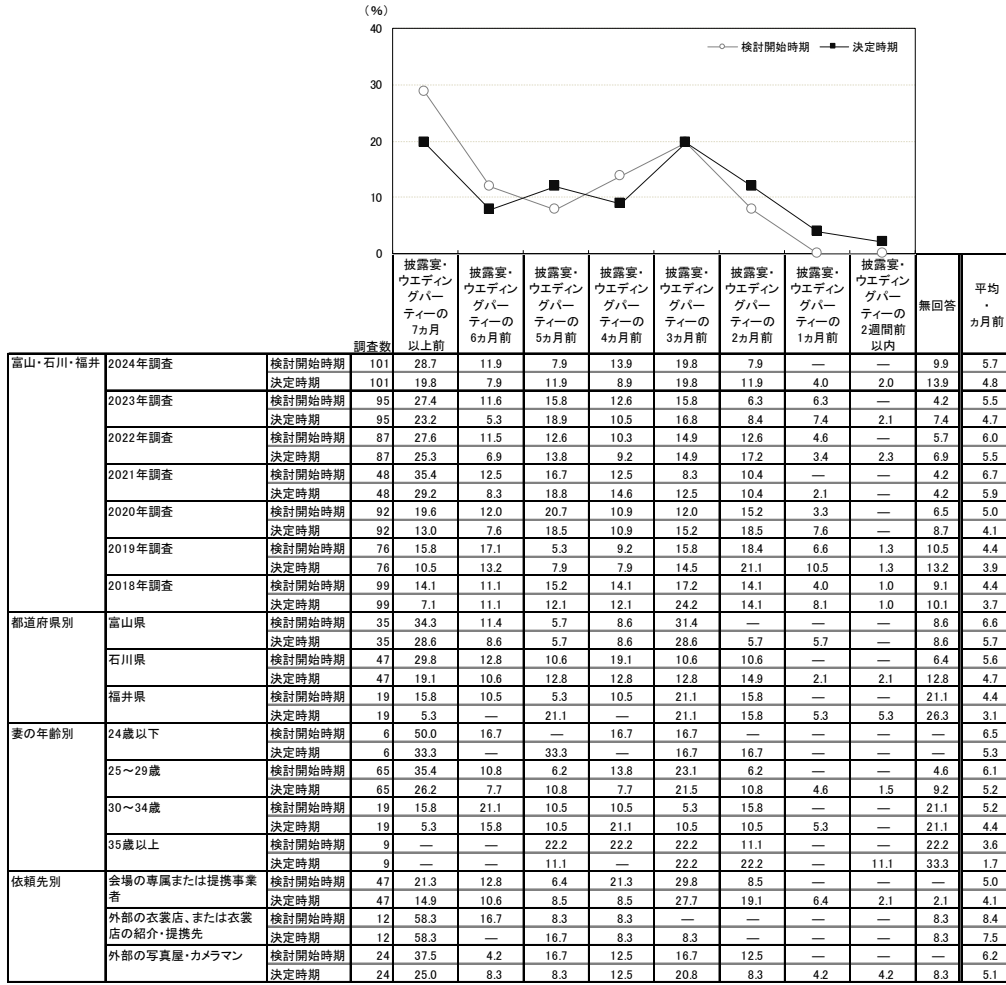 (%)
40
検討開始時期 決定時期
30
20
10
0
調査数 披露宴・ウエディングパーティーの7ヵ月以上前 披露宴・ウエディングパーティーの6ヵ月前 披露宴・ウエディングパーティーの5ヵ月前 披露宴・ウエディングパーティーの4ヵ月前 披露宴・ウエディングパーティーの3ヵ月前 披露宴・ウエディングパーティーの2ヵ月前 披露宴・ウエディングパーティーの1ヵ月前 披露宴・ウエディングパーティーの2週間前以内 無回答 平均・ヵ月前
富山・石川・福井 2024年調査 検討開始時期 101 28.7 11.9 7.9 13.9 19.8 7.9 — — 9.9 5.7
決定時期 101 19.8 7.9 11.9 8.9 19.8 11.9 4.0 2.0 13.9 4.8
2023年調査 検討開始時期 95 27.4 11.6 15.8 12.6 15.8 6.3 6.3 — 4.2 5.5
決定時期 95 23.2 5.3 18.9 10.5 16.8 8.4 7.4 2.1 7.4 4.7
2022年調査 検討開始時期 87 27.6 11.5 12.6 10.3 14.9 12.6 4.6 — 5.7 6.0
決定時期 87 25.3 6.9 13.8 9.2 14.9 17.2 3.4 2.3 6.9 5.5
2021年調査 検討開始時期 48 35.4 12.5 16.7 12.5 8.3 10.4 — — 4.2 6.7
決定時期 48 29.2 8.3 18.8 14.6 12.5 10.4 2.1 — 4.2 5.9
2020年調査 検討開始時期 92 19.6 12.0 20.7 10.9 12.0 15.2 3.3 — 6.5 5.0
決定時期 92 13.0 7.6 18.5 10.9 15.2 18.5 7.6 — 8.7 4.1
2019年調査 検討開始時期 76 15.8 17.1 5.3 9.2 15.8 18.4 6.6 1.3 10.5 4.4
決定時期 76 10.5 13.2 7.9 7.9 14.5 21.1 10.5 1.3 13.2 3.9
2018年調査 検討開始時期 99 14.1 11.1 15.2 14.1 17.2 14.1 4.0 1.0 9.1 4.4
決定時期 99 7.1 11.1 12.1 12.1 24.2 14.1 8.1 1.0 10.1 3.7
都道府県別 富山県 検討開始時期 35 34.3 11.4 5.7 8.6 31.4 — — — 8.6 6.6
決定時期 35 28.6 8.6 5.7 8.6 28.6 5.7 5.7 — 8.6 5.7
石川県 検討開始時期 47 29.8 12.8 10.6 19.1 10.6 10.6 — — 6.4 5.6
決定時期 47 19.1 10.6 12.8 12.8 12.8 14.9 2.1 2.1 12.8 4.7
福井県 検討開始時期 19 15.8 10.5 5.3 10.5 21.1 15.8 — — 21.1 4.4
決定時期 19 5.3 — 21.1 — 21.1 15.8 5.3 5.3 26.3 3.1
妻の年齢別 24歳以下 検討開始時期 6 50.0 16.7 — 16.7 16.7 — — — — 6.5
決定時期 6 33.3 — 33.3 — 16.7 16.7 — — — 5.3
25〜29歳 検討開始時期 65 35.4 10.8 6.2 13.8 23.1 6.2 — — 4.6 6.1
決定時期 65 26.2 7.7 10.8 7.7 21.5 10.8 4.6 1.5 9.2 5.2
30〜34歳 検討開始時期 19 15.8 21.1 10.5 10.5 5.3 15.8 — — 21.1 5.2
決定時期 19 5.3 15.8 10.5 21.1 10.5 10.5 5.3 — 21.1 4.4
35歳以上 検討開始時期 9 — — 22.2 22.2 22.2 11.1 — — 22.2 3.6
決定時期 9 — — 11.1 — 22.2 22.2 — 11.1 33.3 1.7
依頼先別 会場の専属または提携事業者 検討開始時期 47 21.3 12.8 6.4 21.3 29.8 8.5 — — — 5.0
決定時期 47 14.9 10.6 8.5 8.5 27.7 19.1 6.4 2.1 2.1 4.1
外部の衣裳店、または衣裳店の紹介・提携先 検討開始時期 12 58.3 16.7 8.3 8.3 — — — — 8.3 8.4
決定時期 12 58.3 — 16.7 8.3 8.3 — — — 8.3 7.5
外部の写真屋・カメラマン 検討開始時期 24 37.5 4.2 16.7 12.5 16.7 12.5 — — — 6.2
決定時期 24 25.0 8.3 8.3 12.5 20.8 8.3 4.2 4.2 8.3 5.1